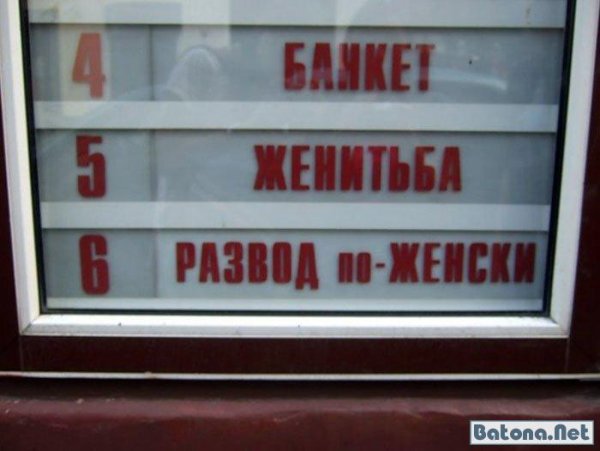 4 БАНКЕТ
5 ЖЕНИТЬБА
6 РАЗВОД по-ЖЕНСКИ
Batona.Net